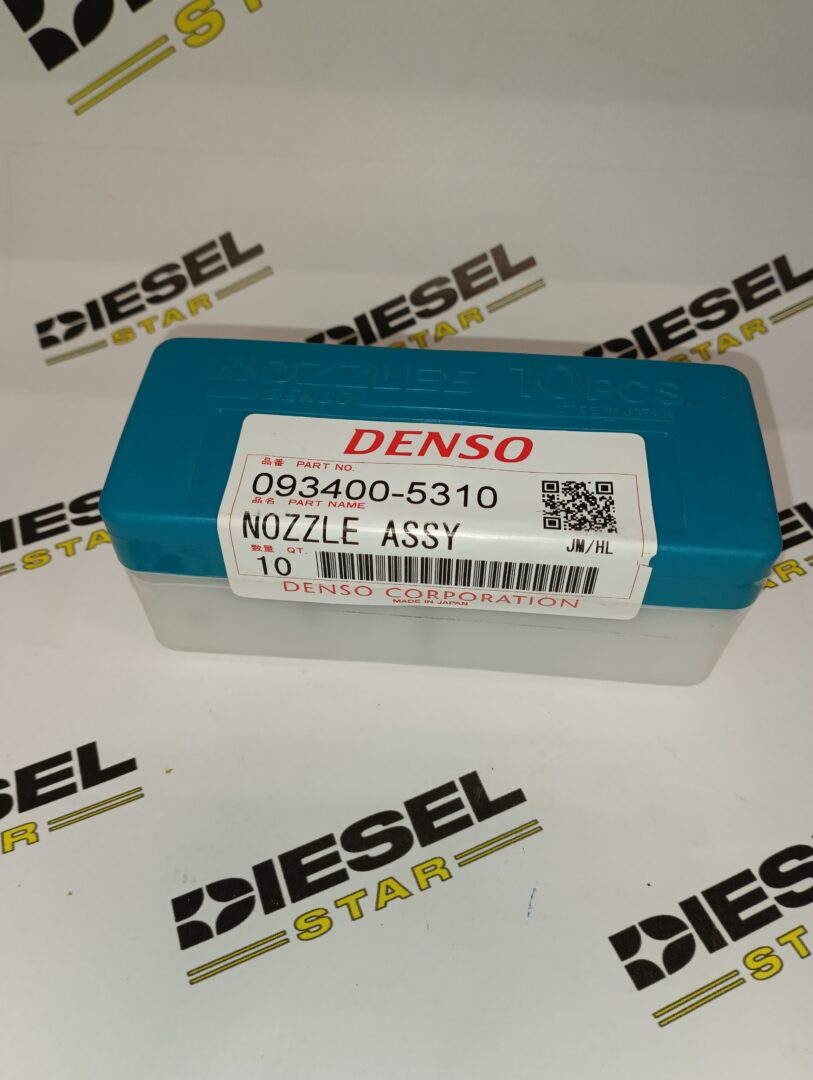 STAR
DIESEL
STAR
DIESEL
STAR
DIESEL
STAR
NOZZLES 10PCS.
DENSO
MADE IN JAPAN
DENSO
品番 PART NO.
093400-5310
品名 PART NAME
NOZZLE ASSY
JM/HL
数量 QT.
10
DENSO CORPORATION
MADE IN JAPAN
DIESEL
STAR